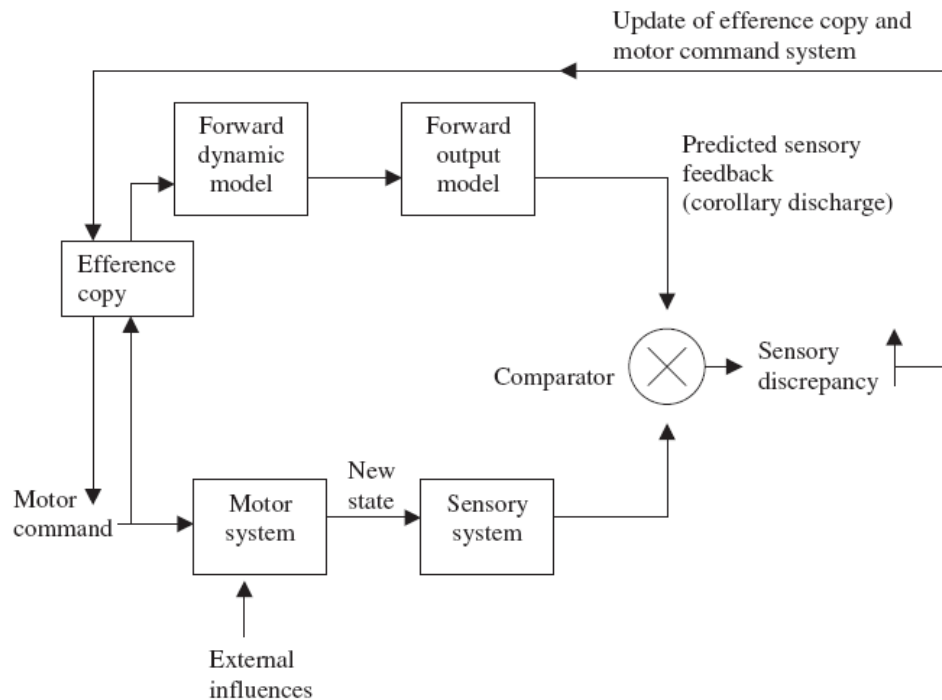 Update of efference copy and
motor command system
Forward
dynamic
model
Forward
output
model
Predicted sensory
feedback
(corollary discharge)
Efference
copy
Comparator
Sensory
discrepancy
Motor
command
Motor
system
New
state
Sensory
system
External
influences